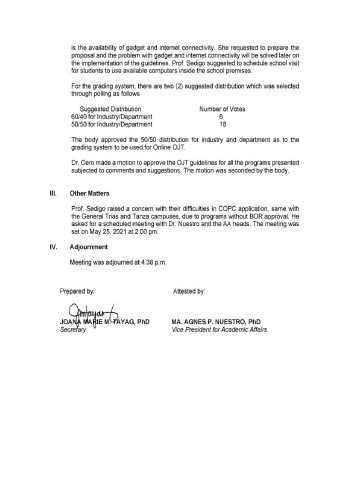 is the availability of gadget and internet connectivity. She requested to prepare the
proposal and the problem with gadget and internet connectivity will be solved later on
the implementation of the guidelines. Prof. Sedigo suggested to schedule school visit
for students to use available computers inside the school premises.
For the grading system, there are two (2) suggested distribution which was selected
through polling as follows
Suggested Distribution Number of Votes
60/40 for Industry/Department 6
50/50 for Industry/Department 18
The body approved the 50/50 distribution for industry and department as to the
grading system to be used for Online OJT.
Dr. Cero made a motion to approve the OJT guidelines for all the programs presented
subjected to comments and suggestions. The motion was seconded by the body.
III. Other Matters
Prof. Sedigo raised a concern with their difficulties in COPC application, same with
the General Trias and Tanza campuses, due to programs without BOR approval. He
asked for a scheduled meeting with Dr. Nuestro and the AA heads. The meeting was
set on May 25, 2021 at 2:00 pm.
IV. Adjournment
Meeting was adjourned at 4:38 p.m.
Prepared by: Attested by:
JOANA MARIE M. TAYAG, PhD MA. AGNES P. NUESTRO, PhD
Secretary Vice President for Academic Affairs